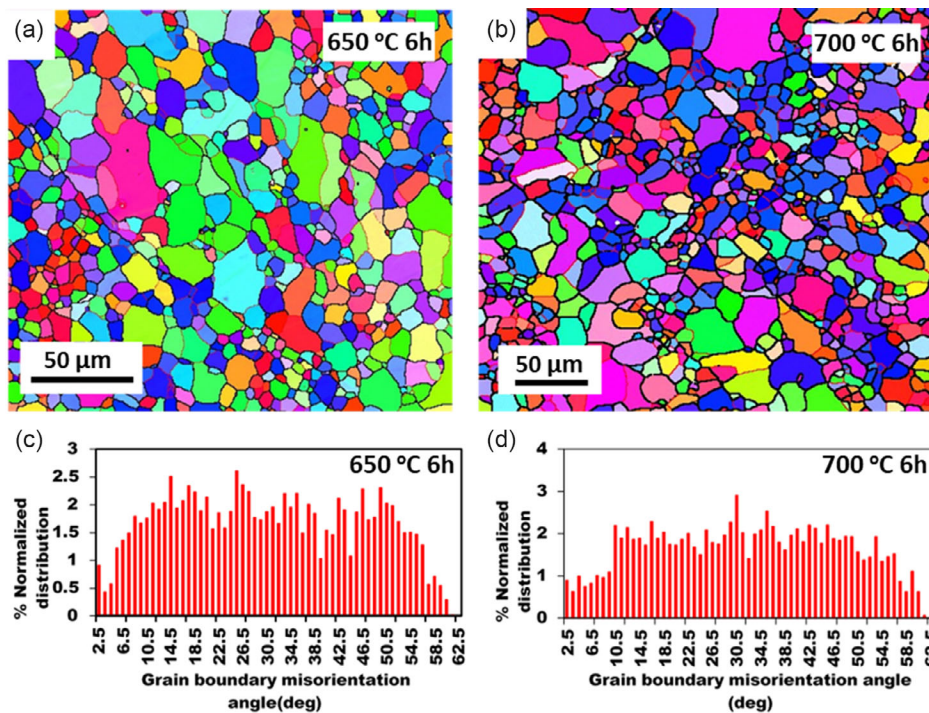 (a)
650 °C 6h
50 µm
(b)
700 °C 6h
50 µm
(c)
650 °C 6h
% Normalized
distribution
3
2.5
2
1.5
1
0.5
0
2.5 6.5 10.5 14.5 18.5 22.5 26.5 30.5 34.5 38.5 42.5 46.5 50.5 54.5 58.5 62.5
Grain boundary misorientation
angle(deg)
(d)
700 °C 6h
% Normalized
distribution
4
3
2
1
0
2.5 6.5 10.5 14.5 18.5 22.5 26.5 30.5 34.5 38.5 42.5 46.5 50.5 54.5 58.5 62.5
Grain boundary misorientation angle
(deg)